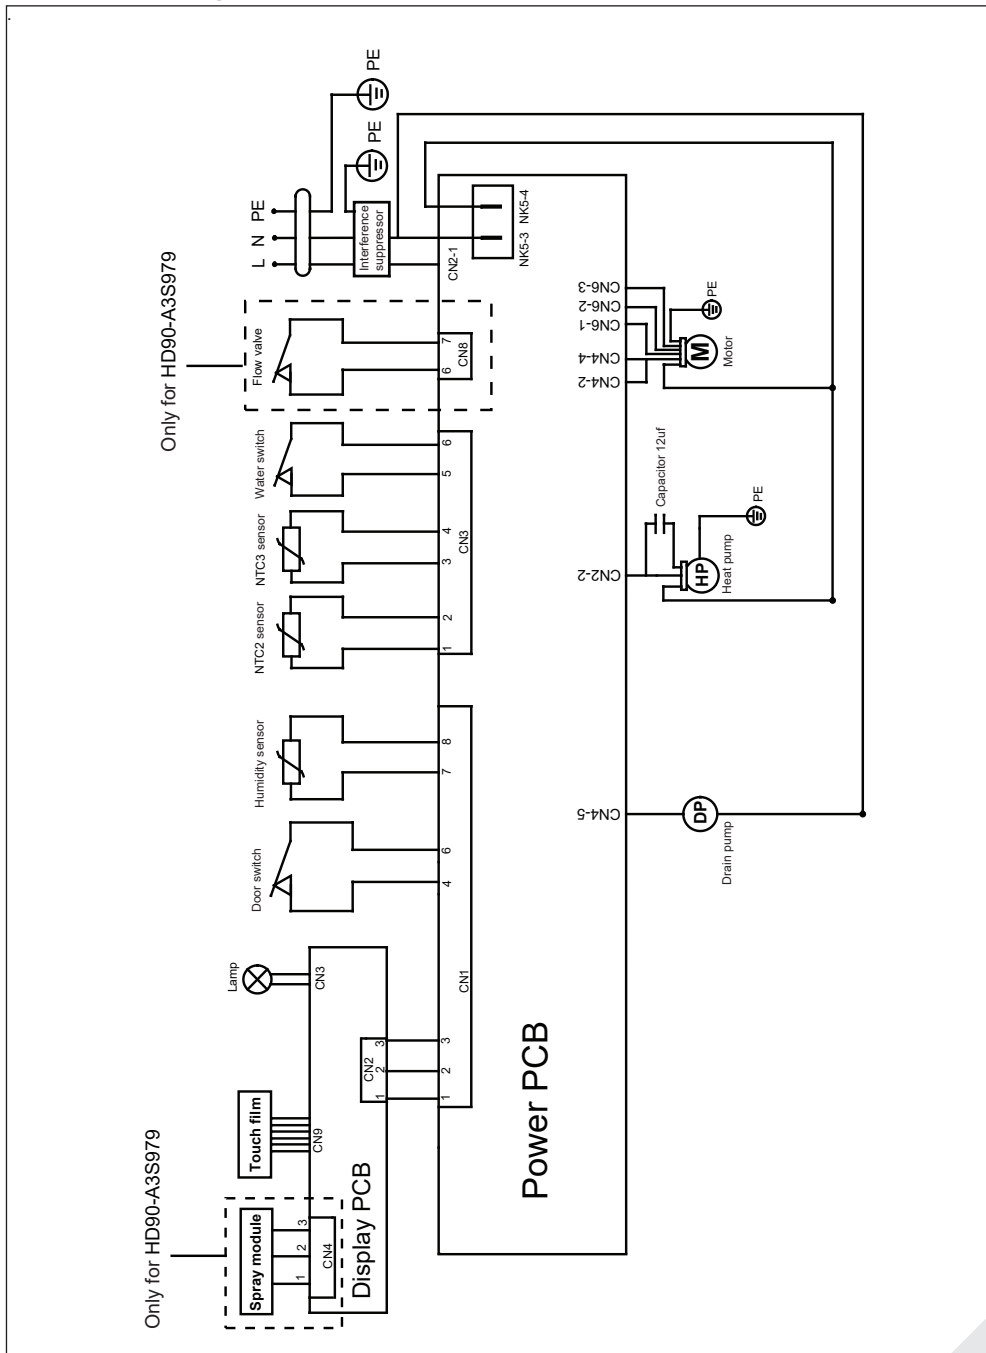 Only for HD90-A3S979
Spray module
1
2
3
CN4
Touch film
CN9
Lamp
CN3
Display PCB
CN2
1
2
3
Only for HD90-A3S979
Door switch
Humidity sensor
NTC2 sensor
NTC3 sensor
Water switch
Flow valve
L
N
PE
PE
PE
Interference
suppressor
1
2
3
4
6
7
8
CN1
1
2
3
4
5
6
CN3
6
7
CN8
CN2-1
NK5-3
NK5-4
Power PCB
CN4-5
CN2-2
CN4-2
CN4-4
CN6-1
CN6-2
CN6-3
DP
Drain pump
HP
Heat pump
Capacitor 12uf
PE
M
Motor
PE